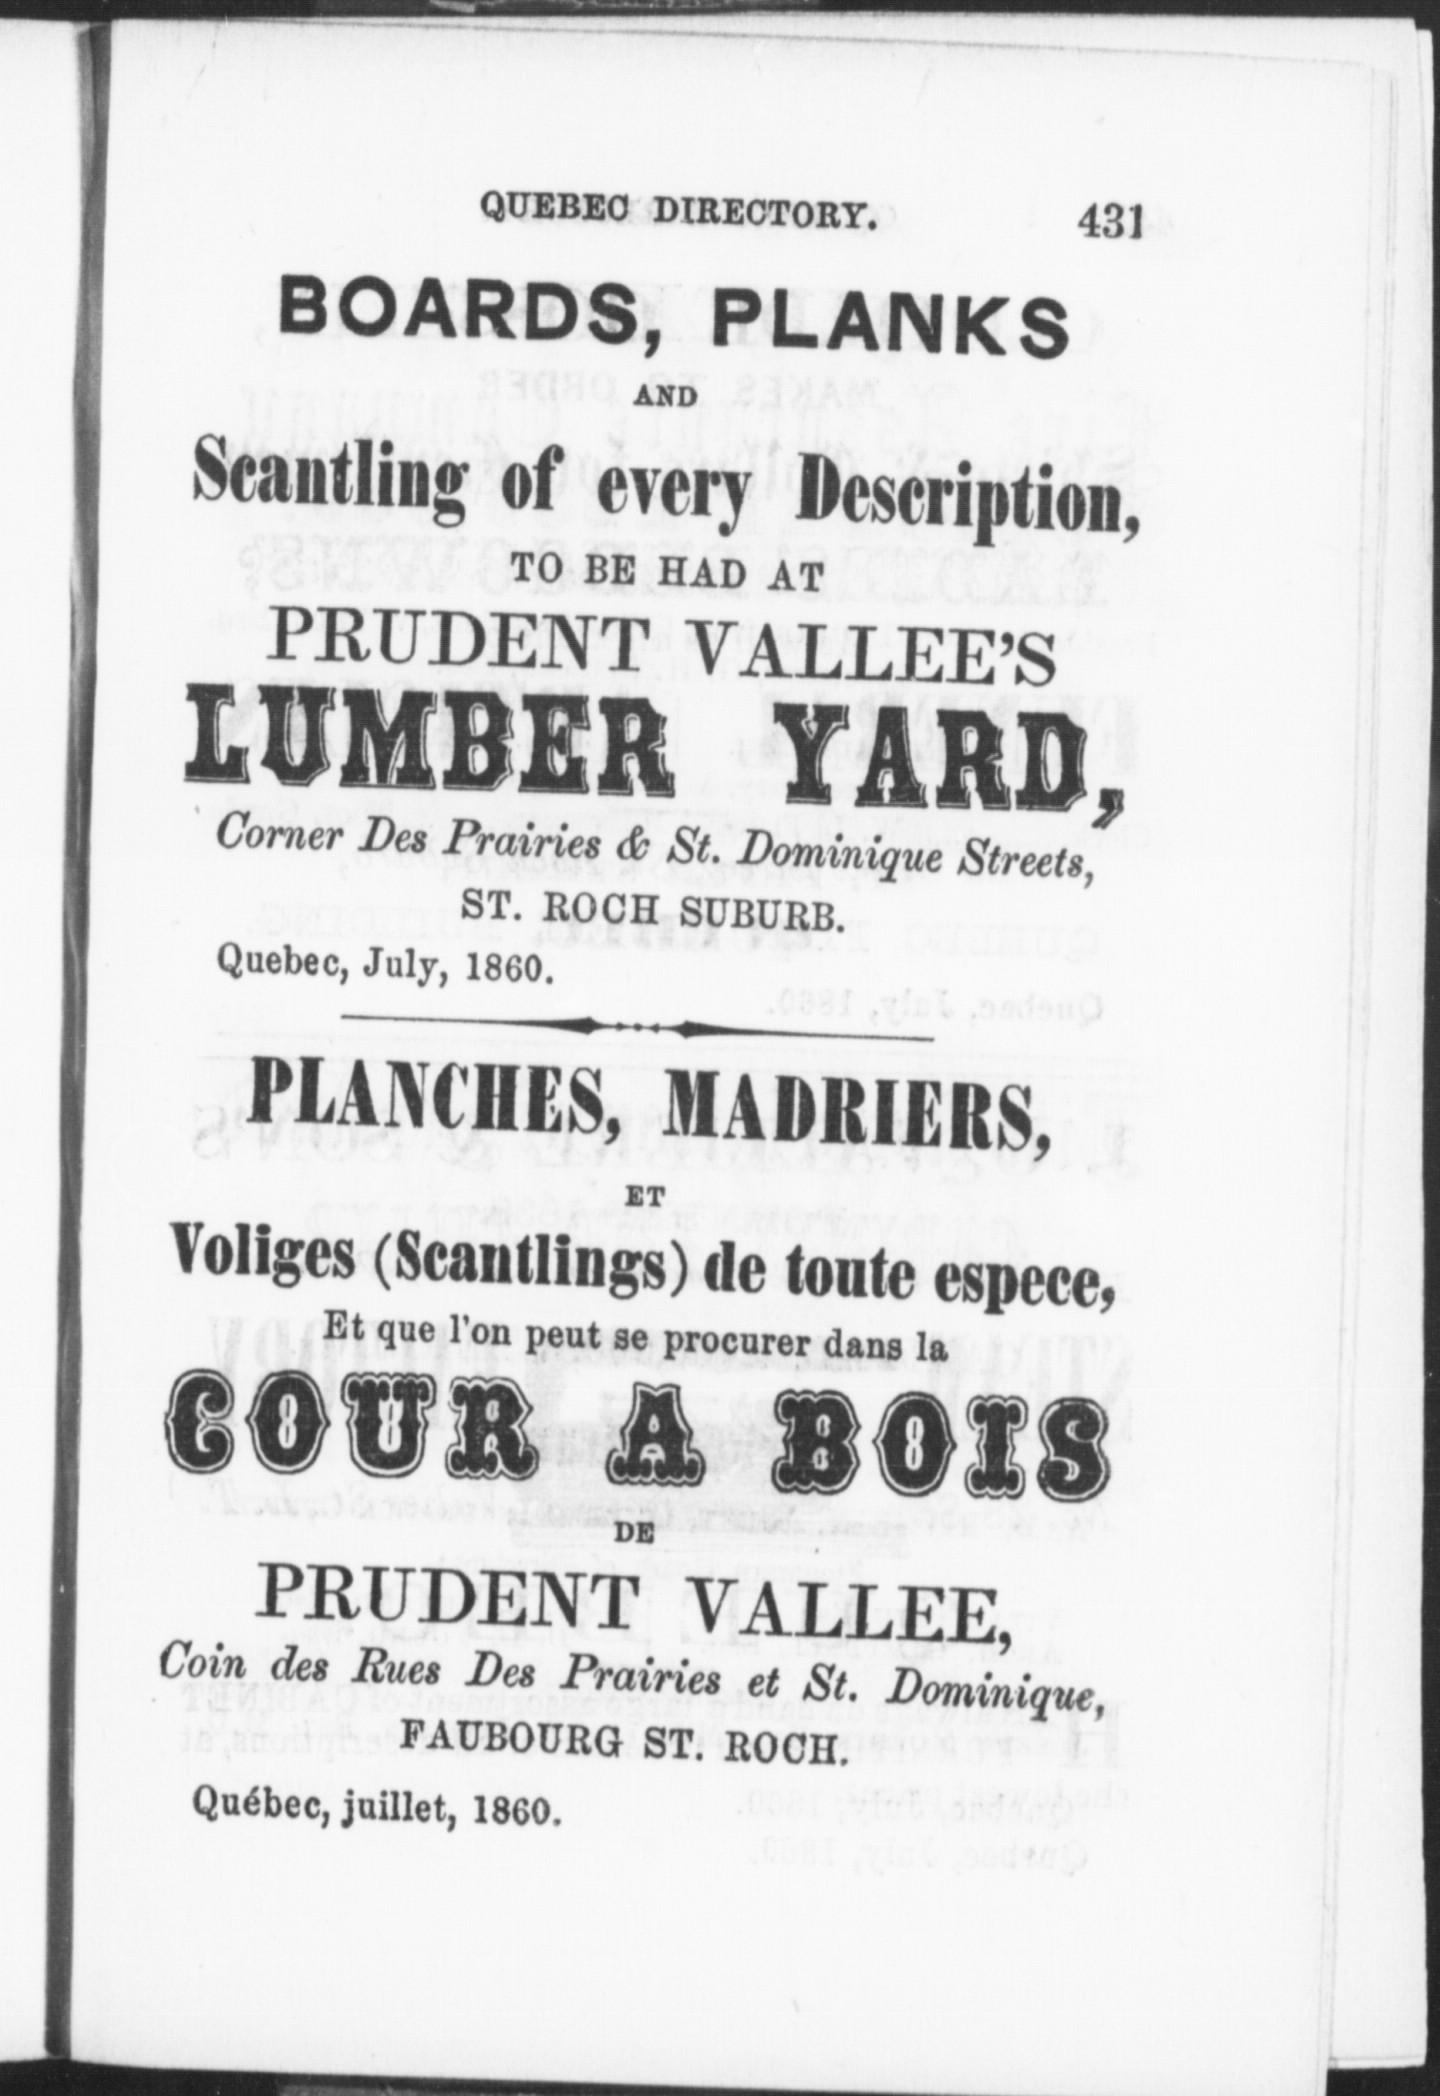 QUEBEC DIRECTORY. 431
BOARDS, PLANKS
AND
Scantling of every Description,
TO BE HAD AT
PRUDENT VALLEE'S
LUMBER YARD,
Corner Des Prairies & St. Dominique Streets,
ST. ROCH SUBURB.
Quebec, July, 1860.
PLANCHES, MADRIERS,
ET
Voliges (Scantlings) de toute espece,
Et que l'on peut se procurer dans la
COUR A BOIS
DE
PRUDENT VALLEE,
Coin des Rues Des Prairies et St. Dominique,
FAUBOURG ST. ROCH.
Québec, juillet, 1860.